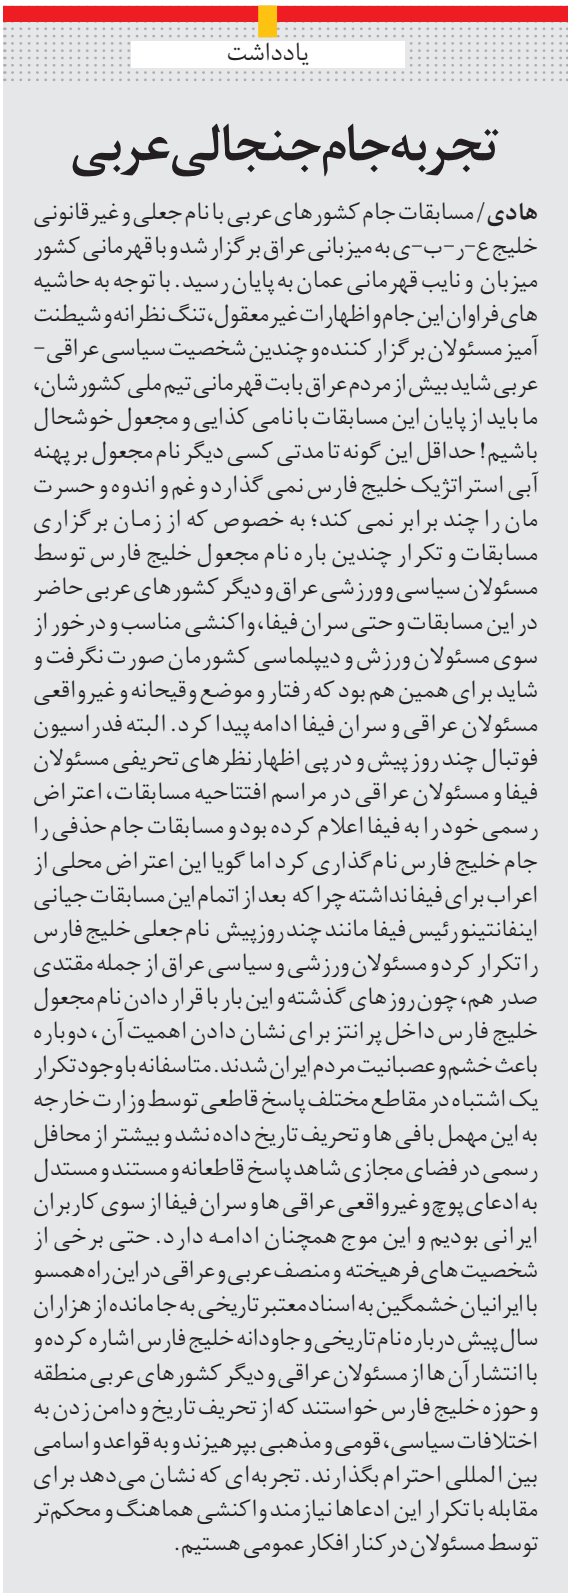 یادداشت
تجربه جام جنجالی عربی
هادی/ مسابقات جام کشورهای عربی با نام جعلی و غیرقانونی
خلیج ع-ر-ب-ی به میزبانی عراق برگزار شد و با قهرمانی کشور
میزبان و نایب قهرمانی عمان به پایان رسید. با توجه به حاشیه
های فراوان این جام و اظهارات غیر معقول، تنگ نظرانه و شیطنت
آمیز مسئولان برگزار کننده و چندین شخصیت سیاسی عراقی-
عربی شاید بیش از مردم عراق بابت قهرمانی تیم ملی کشورشان،
ما باید از پایان این مسابقات با نامی کذایی و مجعول خوشحال
باشیم! حداقل این گونه تا مدتی کسی دیگر نام مجعول بر پهنه
آبی استراتژیک خلیج فارس نمی گذارد و غم و اندوه و حسرت
مان را چند برابر نمی کند؛ به خصوص که از زمان برگزاری
مسابقات و تکرار چندین باره نام مجعول خلیج فارس توسط
مسئولان سیاسی و ورزشی عراق و دیگر کشورهای عربی حاضر
در این مسابقات و حتی سران فیفا، واکنشی مناسب و درخور از
سوی مسئولان ورزش و دیپلماسی کشورمان صورت نگرفت و
شاید برای همین هم بود که رفتار و موضع وقیحانه و غیرواقعی
مسئولان عراقی و سران فیفا ادامه پیدا کرد. البته فدراسیون
فوتبال چند روز پیش و در پی اظهارنظرهای تحریفی مسئولان
فیفا و مسئولان عراقی در مراسم افتتاحیه مسابقات، اعتراض
رسمی خود را به فیفا اعلام کرده بود و مسابقات جام حذفی را
جام خلیج فارس نام گذاری کرد اما گویا این اعتراض محلی از
اعراب برای فیفا نداشته چرا که بعد از اتمام این مسابقات جیانی
اینفانتینو رئیس فیفا مانند چند روزپیش نام جعلی خلیج فارس
را تکرار کرد و مسئولان ورزشی و سیاسی عراق از جمله مقتدی
صدر هم، چون روزهای گذشته و این بار با قرار دادن نام مجعول
خلیج فارس داخل پرانتز برای نشان دادن اهمیت آن ، دوباره
باعث خشم و عصبانیت مردم ایران شدند. متاسفانه با وجود تکرار
یک اشتباه در مقاطع مختلف پاسخ قاطعی توسط وزارت خارجه
به این مهمل بافی ها و تحریف تاریخ داده نشد و بیشتر از محافل
رسمی در فضای مجازی شاهد پاسخ قاطعانه و مستند و مستدل
به ادعای پوچ و غیرواقعی عراقی ها و سران فیفا از سوی کاربران
ایرانی بودیم و این موج همچنان ادامه دارد. حتی برخی از
شخصیت های فرهیخته و منصف عربی و عراقی در این راه همسو
با ایرانیان خشمگین به اسناد معتبر تاریخی به جا مانده از هزاران
سال پیش درباره نام تاریخی و جاودانه خلیج فارس اشاره کرده و
با انتشار آن ها از مسئولان عراقی و دیگر کشورهای عربی منطقه
و حوزه خلیج فارس خواستند که از تحریف تاریخ و دامن زدن به
اختلافات سیاسی، قومی و مذهبی بپرهیزند و به قواعد و اسامی
بین المللی احترام بگذارند. تجربه‌ای که نشان می‌دهد برای
مقابله با تکرار این ادعاها نیازمند واکنشی هماهنگ و محکم‌تر
توسط مسئولان در کنار افکار عمومی هستیم.